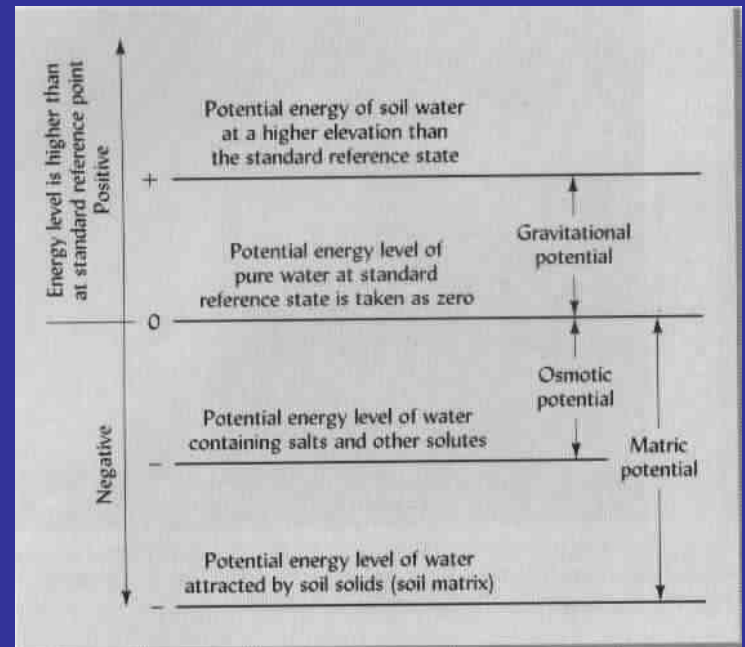 Energy level is higher than
at standard reference point
Positive
Negative
Potential energy of soil water
at a higher elevation than
the standard reference state
+
Gravitational
potential
Potential energy level of
pure water at standard
reference state is taken as zero
0
Osmotic
potential
Potential energy level of water
containing salts and other solutes
–
Matric
potential
Potential energy level of water
attracted by soil solids (soil matrix)
–